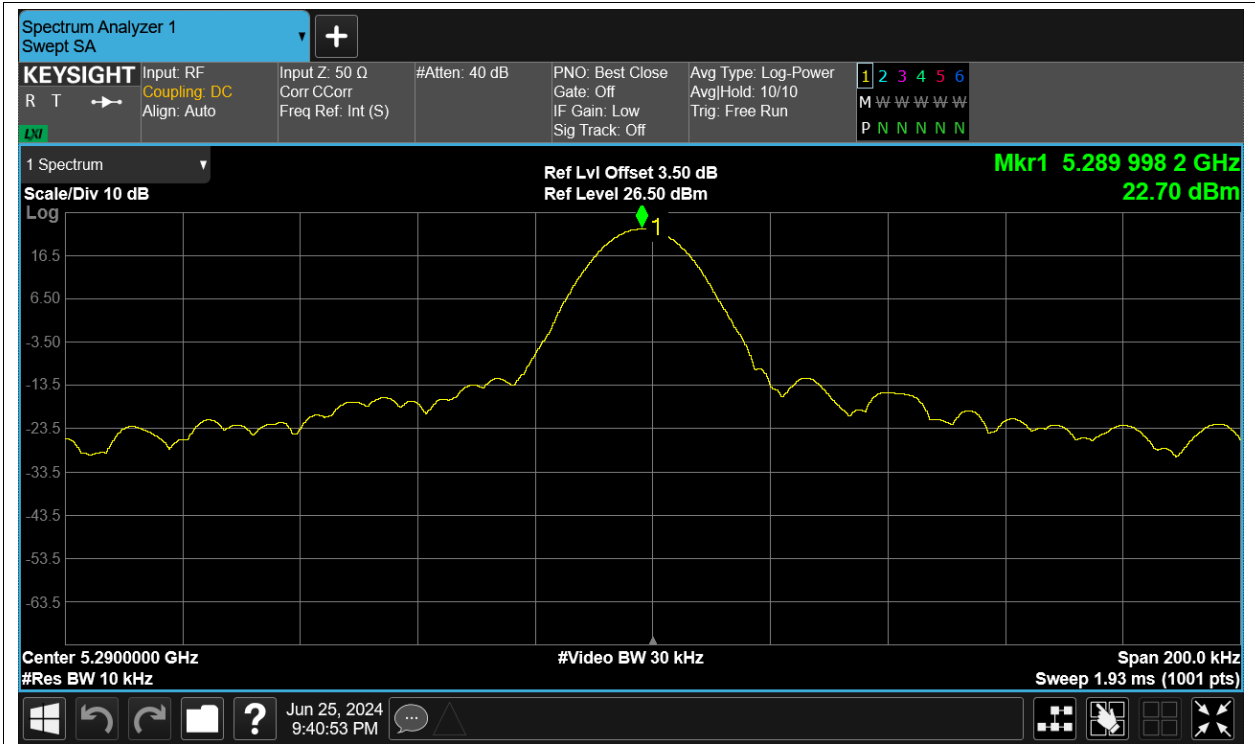 Spectrum Analyzer 1
Swept SA
KEYSIGHT
R T
LXI
Input: RF
Coupling: DC
Align: Auto
Input Z: 50 Ω
Corr CCorr
Freq Ref: Int (S)
#Atten: 40 dB
PNO: Best Close
Gate: Off
IF Gain: Low
Sig Track: Off
Avg Type: Log-Power
Avg|Hold: 10/10
Trig: Free Run
1 2 3 4 5 6
M W W W W W
P N N N N N
1 Spectrum
Scale/Div 10 dB
Log
Ref Lvl Offset 3.50 dB
Ref Level 26.50 dBm
Mkr1 5.289 998 2 GHz
22.70 dBm
1
16.5
6.50
-3.50
-13.5
-23.5
-33.5
-43.5
-53.5
-63.5
Center 5.2900000 GHz
#Video BW 30 kHz
Span 200.0 kHz
#Res BW 10 kHz
Sweep 1.93 ms (1001 pts)
?
Jun 25, 2024
9:40:53 PM